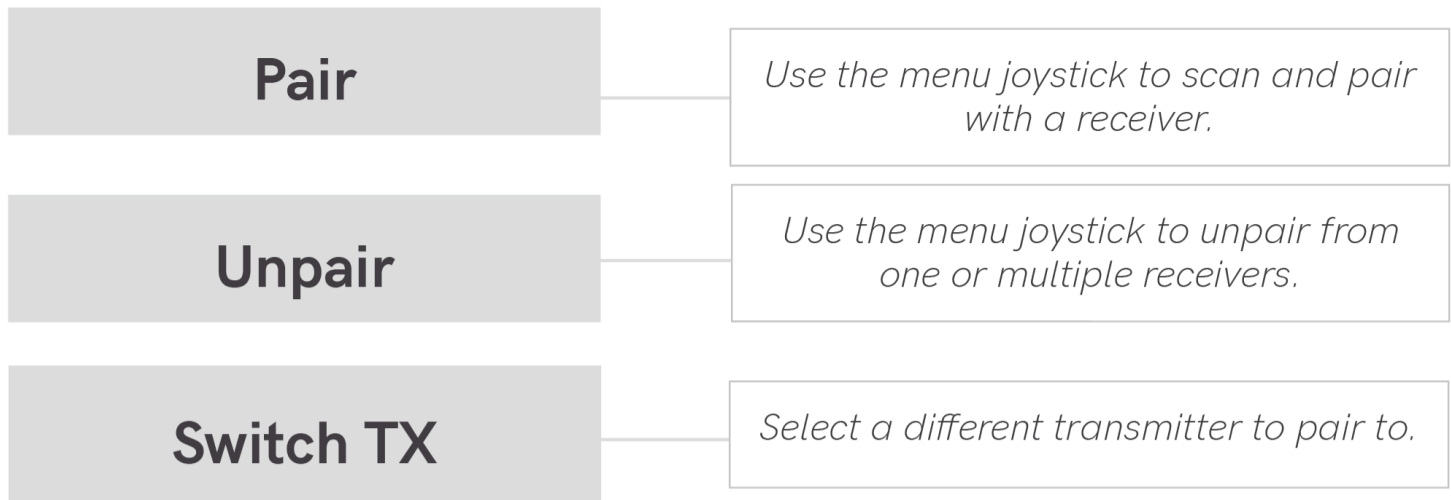 Pair
Use the menu joystick to scan and pair
with a receiver.
Unpair
Use the menu joystick to unpair from
one or multiple receivers.
Switch TX
Select a different transmitter to pair to.